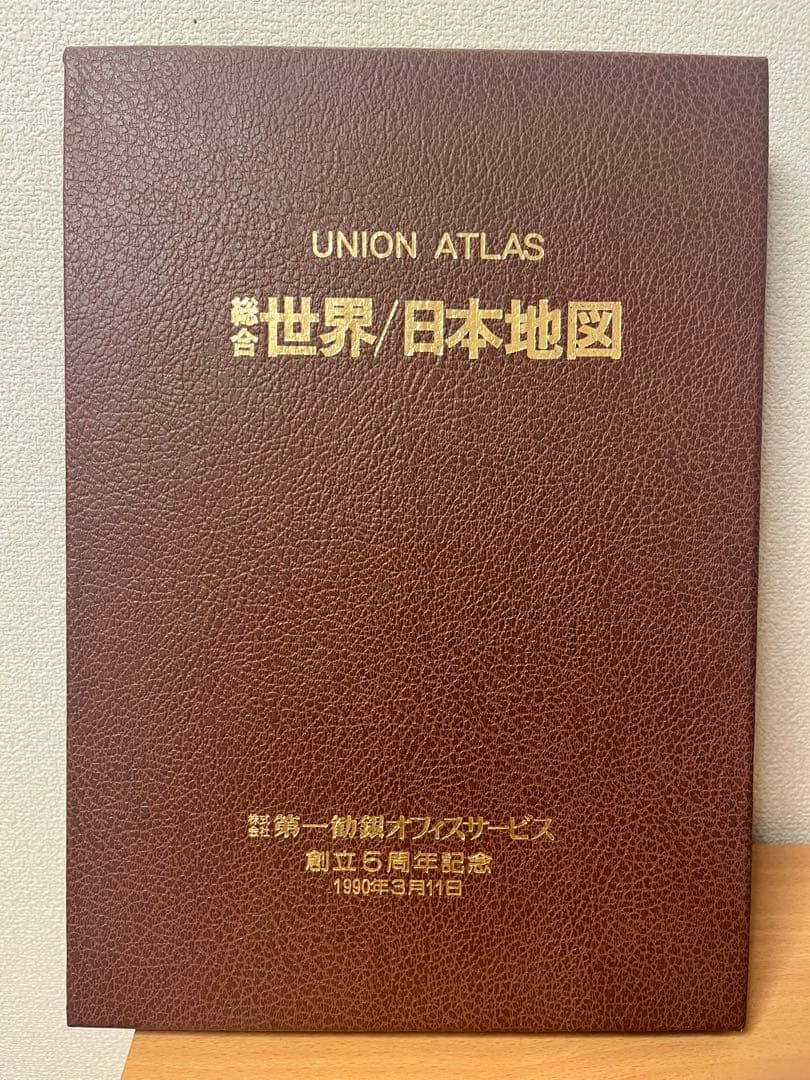 UNION ATLAS
総合 世界/日本地図
株式会社 第一勧銀オフィスサービス
創立5周年記念
1990年3月11日